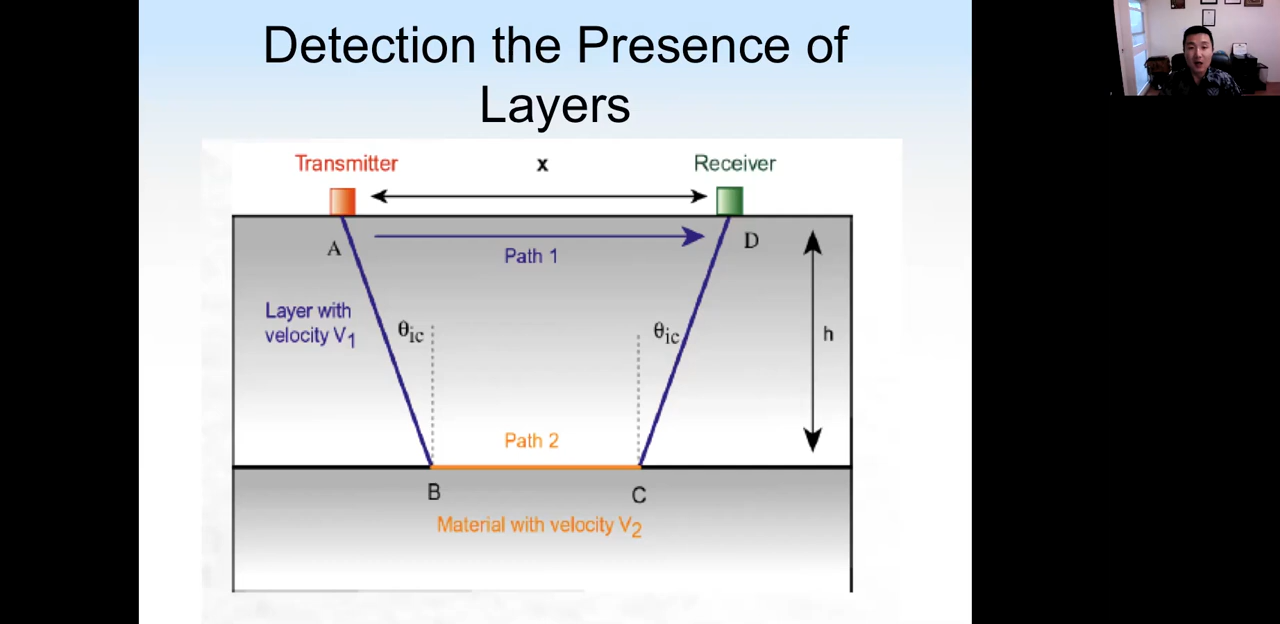 Detection the Presence of
Layers
Transmitter
x
Receiver
A
D
Path 1
Layer with
velocity V₁
θic
θic
h
Path 2
B
C
Material with velocity V₂